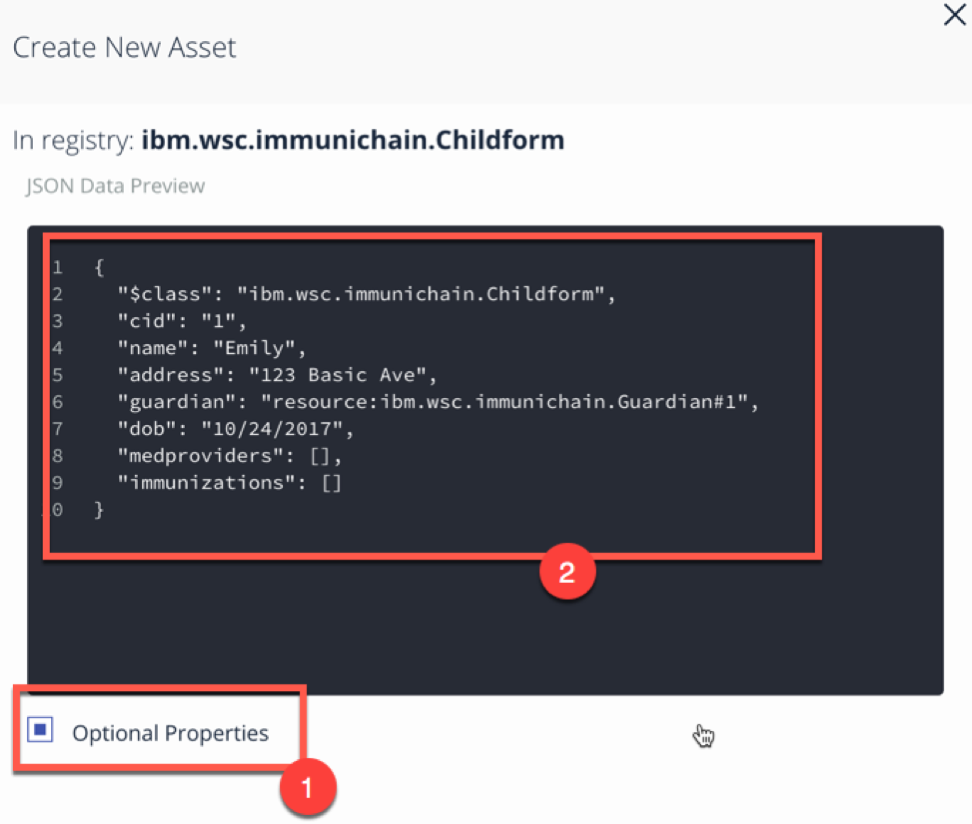 Create New Asset
In registry: ibm.wsc.immunichain.Childform
JSON Data Preview
1 {
2 "$class": "ibm.wsc.immunichain.Childform",
3 "cid": "1",
4 "name": "Emily",
5 "address": "123 Basic Ave",
6 "guardian": "resource:ibm.wsc.immunichain.Guardian#1",
7 "dob": "10/24/2017",
8 "medproviders": [],
9 "immunizations": []
0 }
2
Optional Properties
1